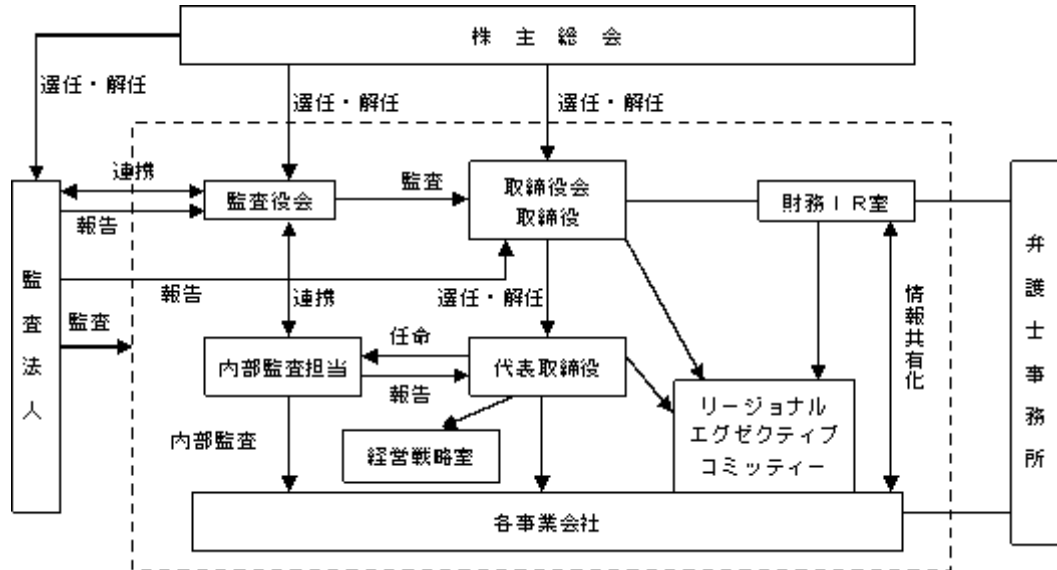 株主総会
選任・解任
選任・解任
選任・解任
連携
監査役会
監査
取締役会
取締役
財務IR室
報告
監査法人
報告
連携
選任・解任
情報共有化
弁護士事務所
監査
内部監査担当
任命
報告
代表取締役
リージョナル
エグゼクティブ
コミッティー
内部監査
経営戦略室
各事業会社